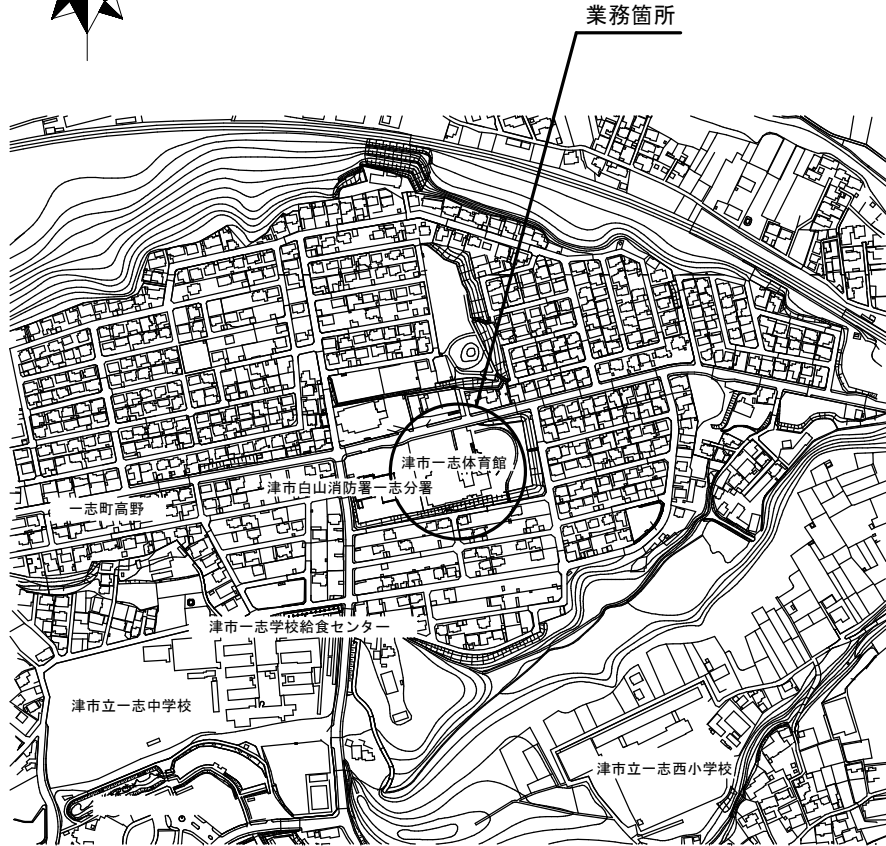 業務箇所
津市一志体育館
津市白山消防署一志分署
一志町高野
津市一志学校給食センター
津市立一志中学校
津市立一志西小学校